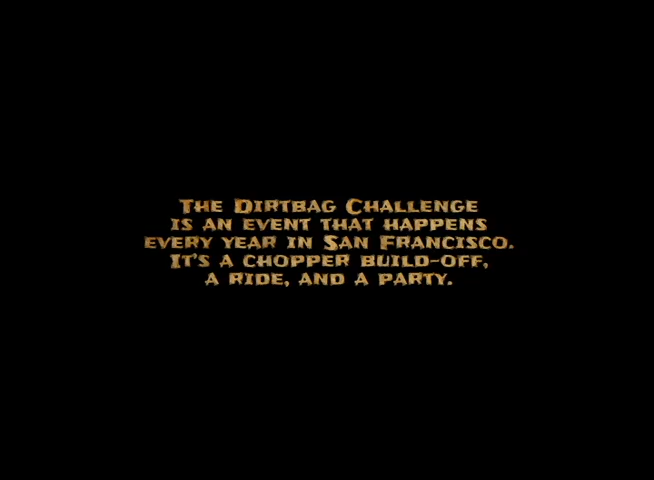 The Dirtbag Challenge
is an event that happens
every year in San Francisco.
It's a chopper build-off,
a ride, and a party.